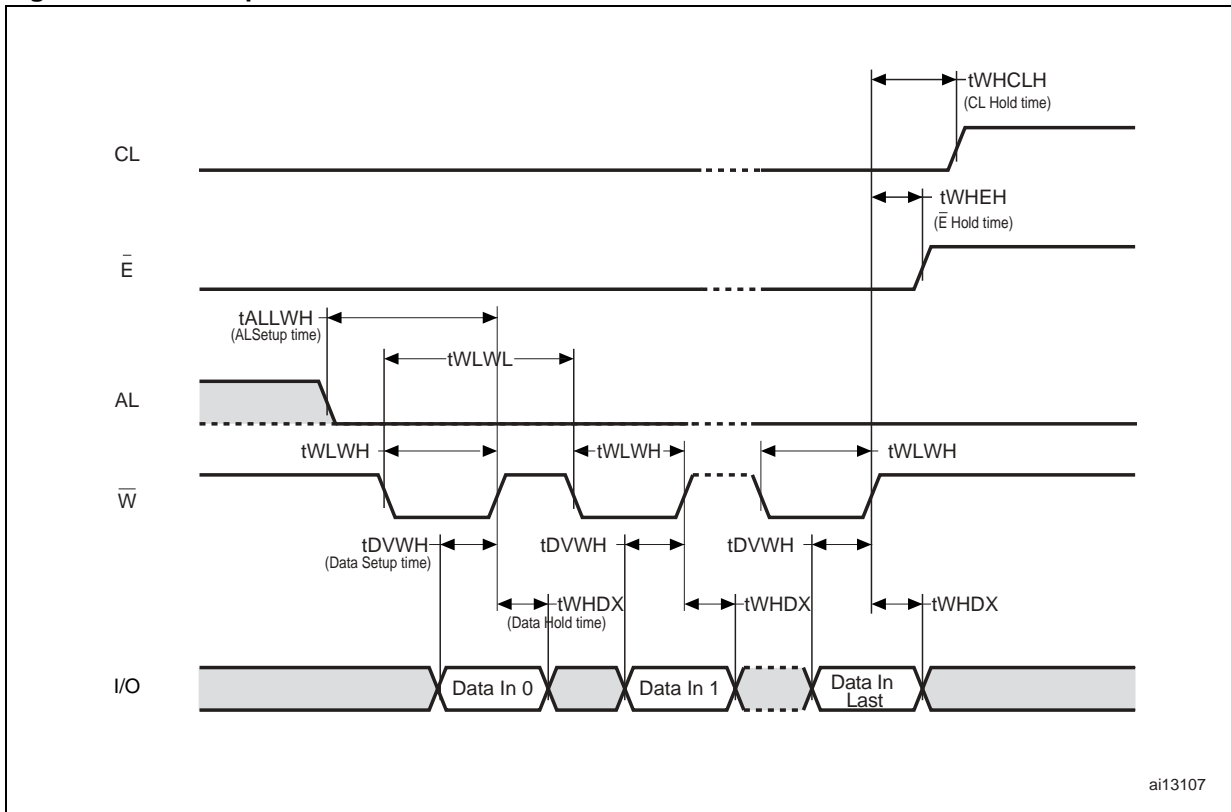 tWHCLH
(CL Hold time)
CL
tWHEH
(E̅ Hold time)
E̅
tALLWH
(ALSetup time)
tWLWL
AL
tWLWH
tWLWH
tWLWH
W̅
tDVWH
(Data Setup time)
tDVWH
tDVWH
tWHDX
(Data Hold time)
tWHDX
tWHDX
I/O
Data In 0
Data In 1
Data In
Last
ai13107